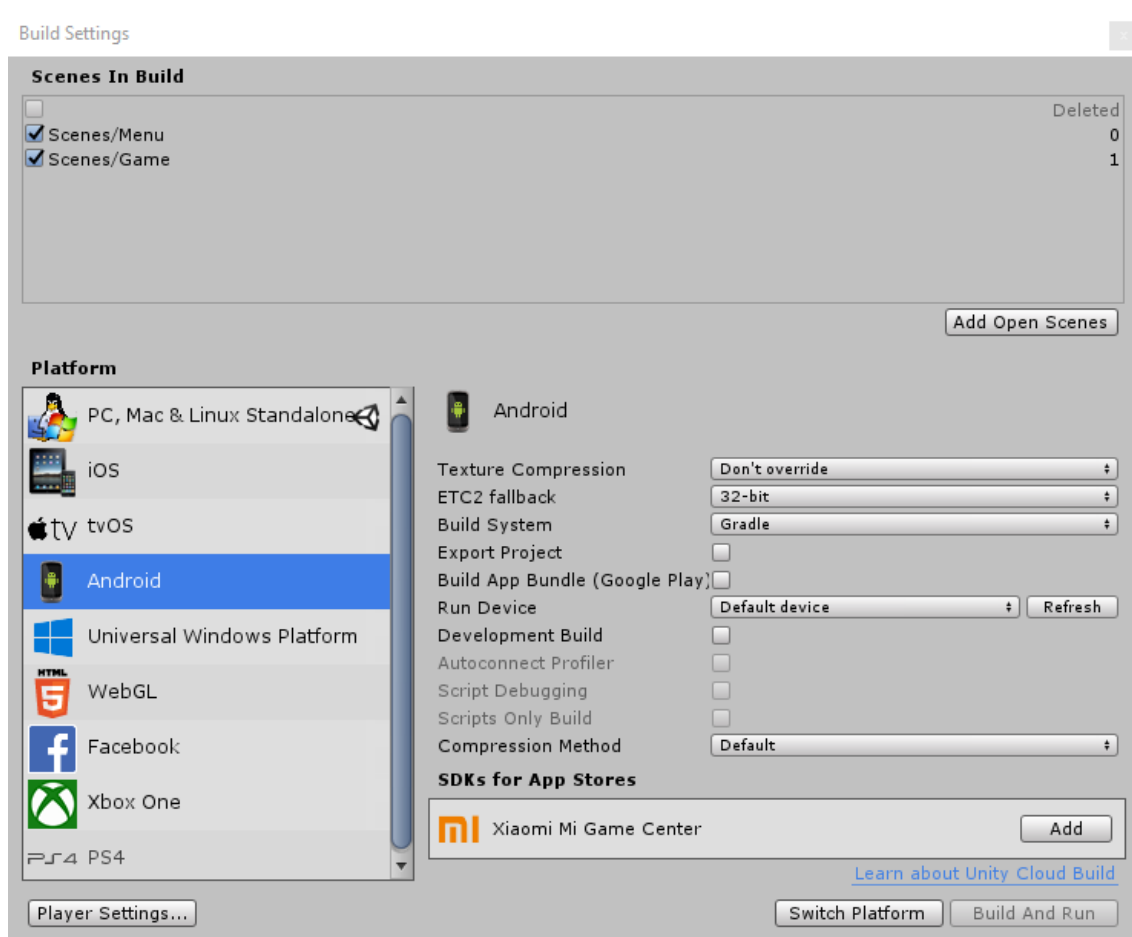 Build Settings
x
Scenes In Build
Deleted
Scenes/Menu 0
Scenes/Game 1
Add Open Scenes
Platform
PC, Mac & Linux Standalone
iOS
tv tvOS
Android
Universal Windows Platform
HTML 5 WebGL
Facebook
Xbox One
PS4 PS4
Android
Texture Compression Don't override
ETC2 fallback 32-bit
Build System Gradle
Export Project
Build App Bundle (Google Play)
Run Device Default device Refresh
Development Build
Autoconnect Profiler
Script Debugging
Scripts Only Build
Compression Method Default
SDKs for App Stores
Xiaomi Mi Game Center Add
Learn about Unity Cloud Build
Player Settings... Switch Platform Build And Run